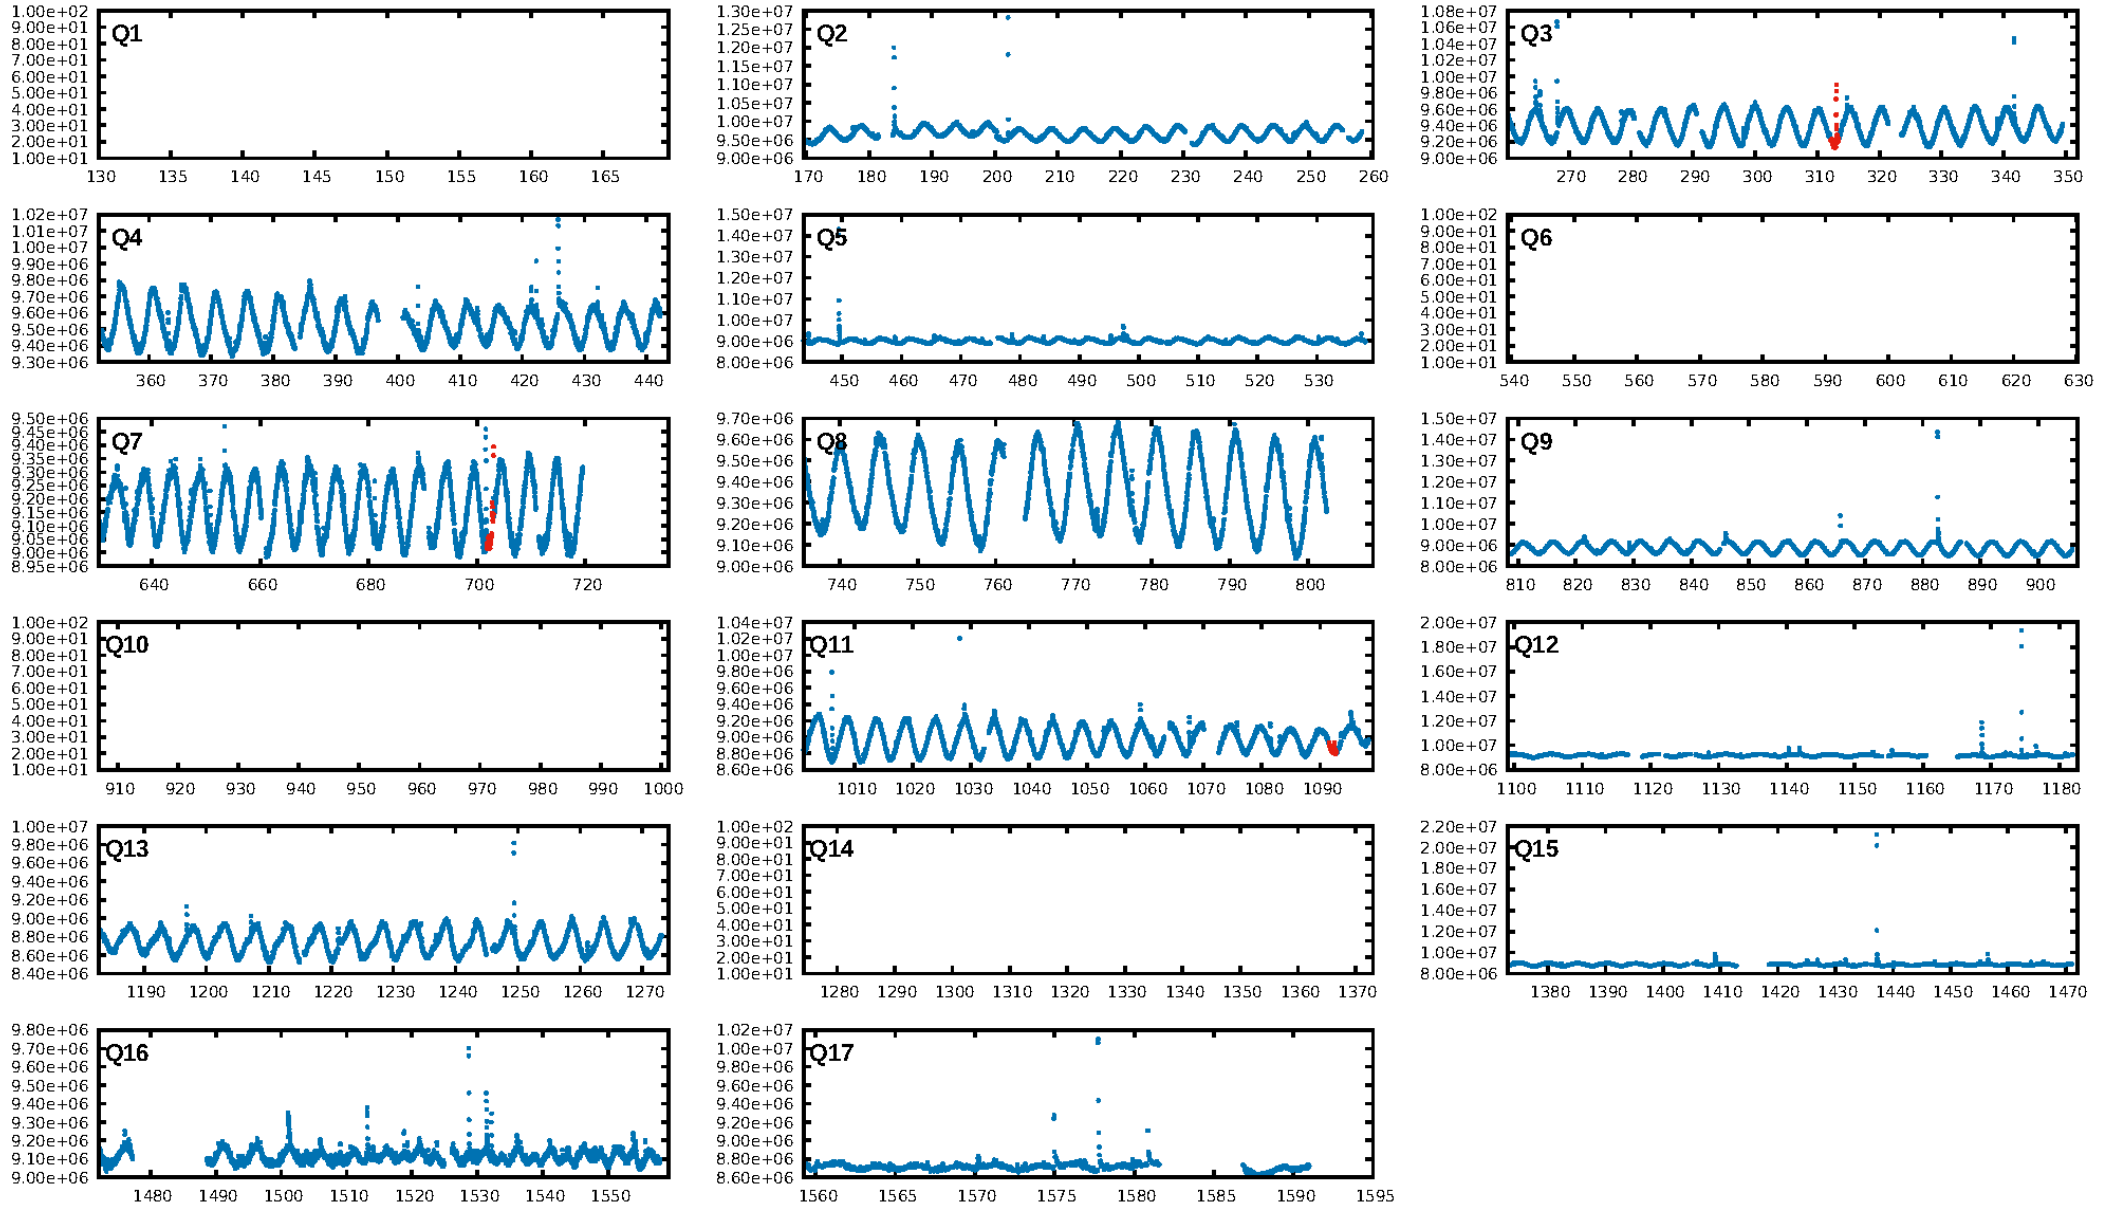 Q1
1.00e+02
9.00e+01
8.00e+01
7.00e+01
6.00e+01
5.00e+01
4.00e+01
3.00e+01
2.00e+01
1.00e+01
130 135 140 145 150 155 160 165
Q2
1.30e+07
1.25e+07
1.20e+07
1.15e+07
1.10e+07
1.05e+07
1.00e+07
9.50e+06
9.00e+06
170 180 190 200 210 220 230 240 250 260
Q3
1.08e+07
1.06e+07
1.04e+07
1.02e+07
1.00e+07
9.80e+06
9.60e+06
9.40e+06
9.20e+06
9.00e+06
270 280 290 300 310 320 330 340 350
Q4
1.02e+07
1.01e+07
1.00e+07
9.90e+06
9.80e+06
9.70e+06
9.60e+06
9.50e+06
9.40e+06
9.30e+06
360 370 380 390 400 410 420 430 440
Q5
1.50e+07
1.40e+07
1.30e+07
1.20e+07
1.10e+07
1.00e+07
9.00e+06
8.00e+06
450 460 470 480 490 500 510 520 530
Q6
1.00e+02
9.00e+01
8.00e+01
7.00e+01
6.00e+01
5.00e+01
4.00e+01
3.00e+01
2.00e+01
1.00e+01
540 550 560 570 580 590 600 610 620 630
Q7
9.50e+06
9.45e+06
9.40e+06
9.35e+06
9.30e+06
9.25e+06
9.20e+06
9.15e+06
9.10e+06
9.05e+06
9.00e+06
8.95e+06
640 660 680 700 720
Q8
9.70e+06
9.60e+06
9.50e+06
9.40e+06
9.30e+06
9.20e+06
9.10e+06
9.00e+06
740 750 760 770 780 790 800
Q9
1.50e+07
1.40e+07
1.30e+07
1.20e+07
1.10e+07
1.00e+07
9.00e+06
8.00e+06
810 820 830 840 850 860 870 880 890 900
Q10
1.00e+02
9.00e+01
8.00e+01
7.00e+01
6.00e+01
5.00e+01
4.00e+01
3.00e+01
2.00e+01
1.00e+01
910 920 930 940 950 960 970 980 990 1000
Q11
1.04e+07
1.02e+07
1.00e+07
9.80e+06
9.60e+06
9.40e+06
9.20e+06
9.00e+06
8.80e+06
8.60e+06
1010 1020 1030 1040 1050 1060 1070 1080 1090
Q12
2.00e+07
1.80e+07
1.60e+07
1.40e+07
1.20e+07
1.00e+07
8.00e+06
1100 1110 1120 1130 1140 1150 1160 1170 1180
Q13
1.00e+07
9.80e+06
9.60e+06
9.40e+06
9.20e+06
9.00e+06
8.80e+06
8.60e+06
8.40e+06
1190 1200 1210 1220 1230 1240 1250 1260 1270
Q14
1.00e+02
9.00e+01
8.00e+01
7.00e+01
6.00e+01
5.00e+01
4.00e+01
3.00e+01
2.00e+01
1.00e+01
1280 1290 1300 1310 1320 1330 1340 1350 1360 1370
Q15
2.20e+07
2.00e+07
1.80e+07
1.60e+07
1.40e+07
1.20e+07
1.00e+07
8.00e+06
1380 1390 1400 1410 1420 1430 1440 1450 1460 1470
Q16
9.80e+06
9.70e+06
9.60e+06
9.50e+06
9.40e+06
9.30e+06
9.20e+06
9.10e+06
9.00e+06
1480 1490 1500 1510 1520 1530 1540 1550
Q17
1.02e+07
1.00e+07
9.80e+06
9.60e+06
9.40e+06
9.20e+06
9.00e+06
8.80e+06
8.60e+06
1560 1565 1570 1575 1580 1585 1590 1595